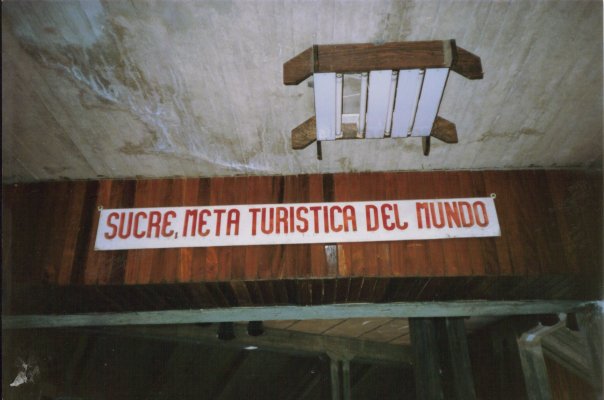 SUCRE, META TURISTICA DEL MUNDO